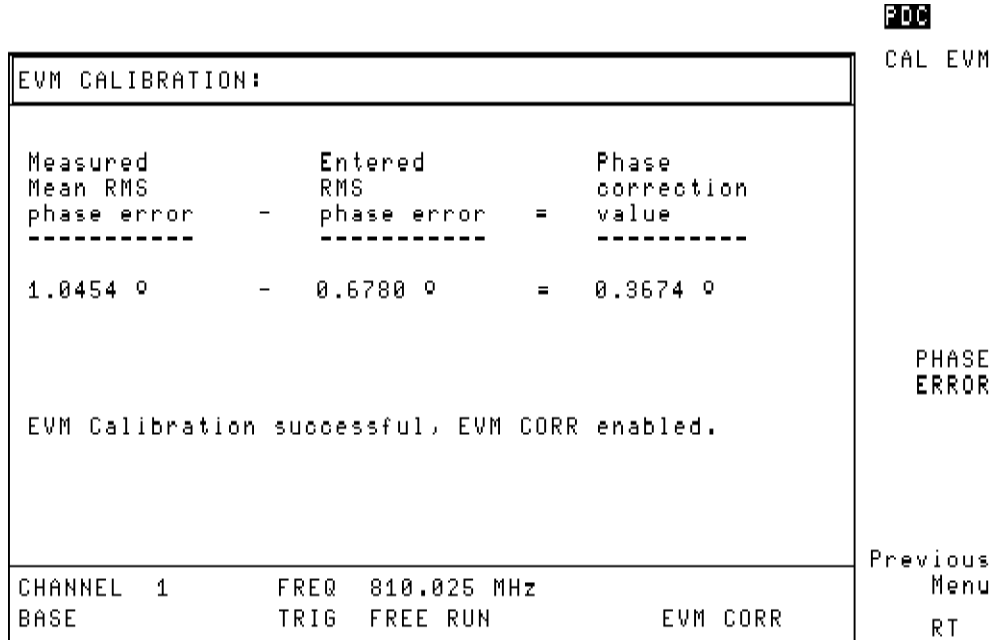 PDC
CAL EVM
EVM CALIBRATION:
Measured Entered Phase
Mean RMS RMS correction
phase error - phase error = value
----------- ----------- ----------
1.0454 º - 0.6780 º = 0.3674 º
PHASE
ERROR
EVM Calibration successful, EVM CORR enabled.
Previous
Menu
CHANNEL 1 FREQ 810.025 MHz
BASE TRIG FREE RUN EVM CORR
RT